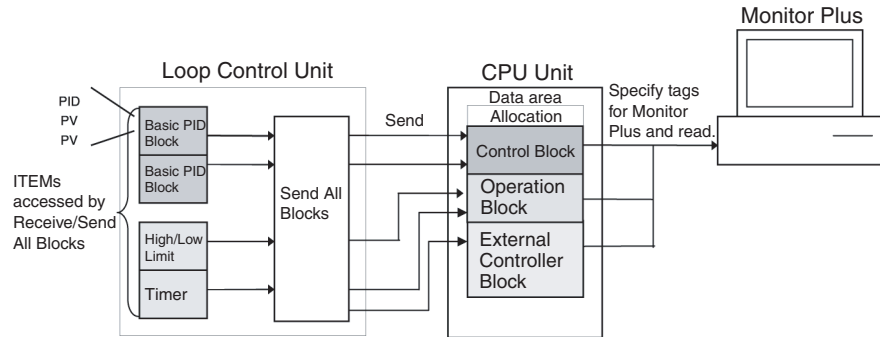 Monitor Plus
Loop Control Unit
CPU Unit
PID
PV
PV
Basic PID
Block
Basic PID
Block
ITEMs
accessed by
Receive/Send
All Blocks
High/Low
Limit
Timer
Send All
Blocks
Send
Data area
Allocation
Control Block
Operation
Block
External
Controller
Block
Specify tags
for Monitor
Plus and read.